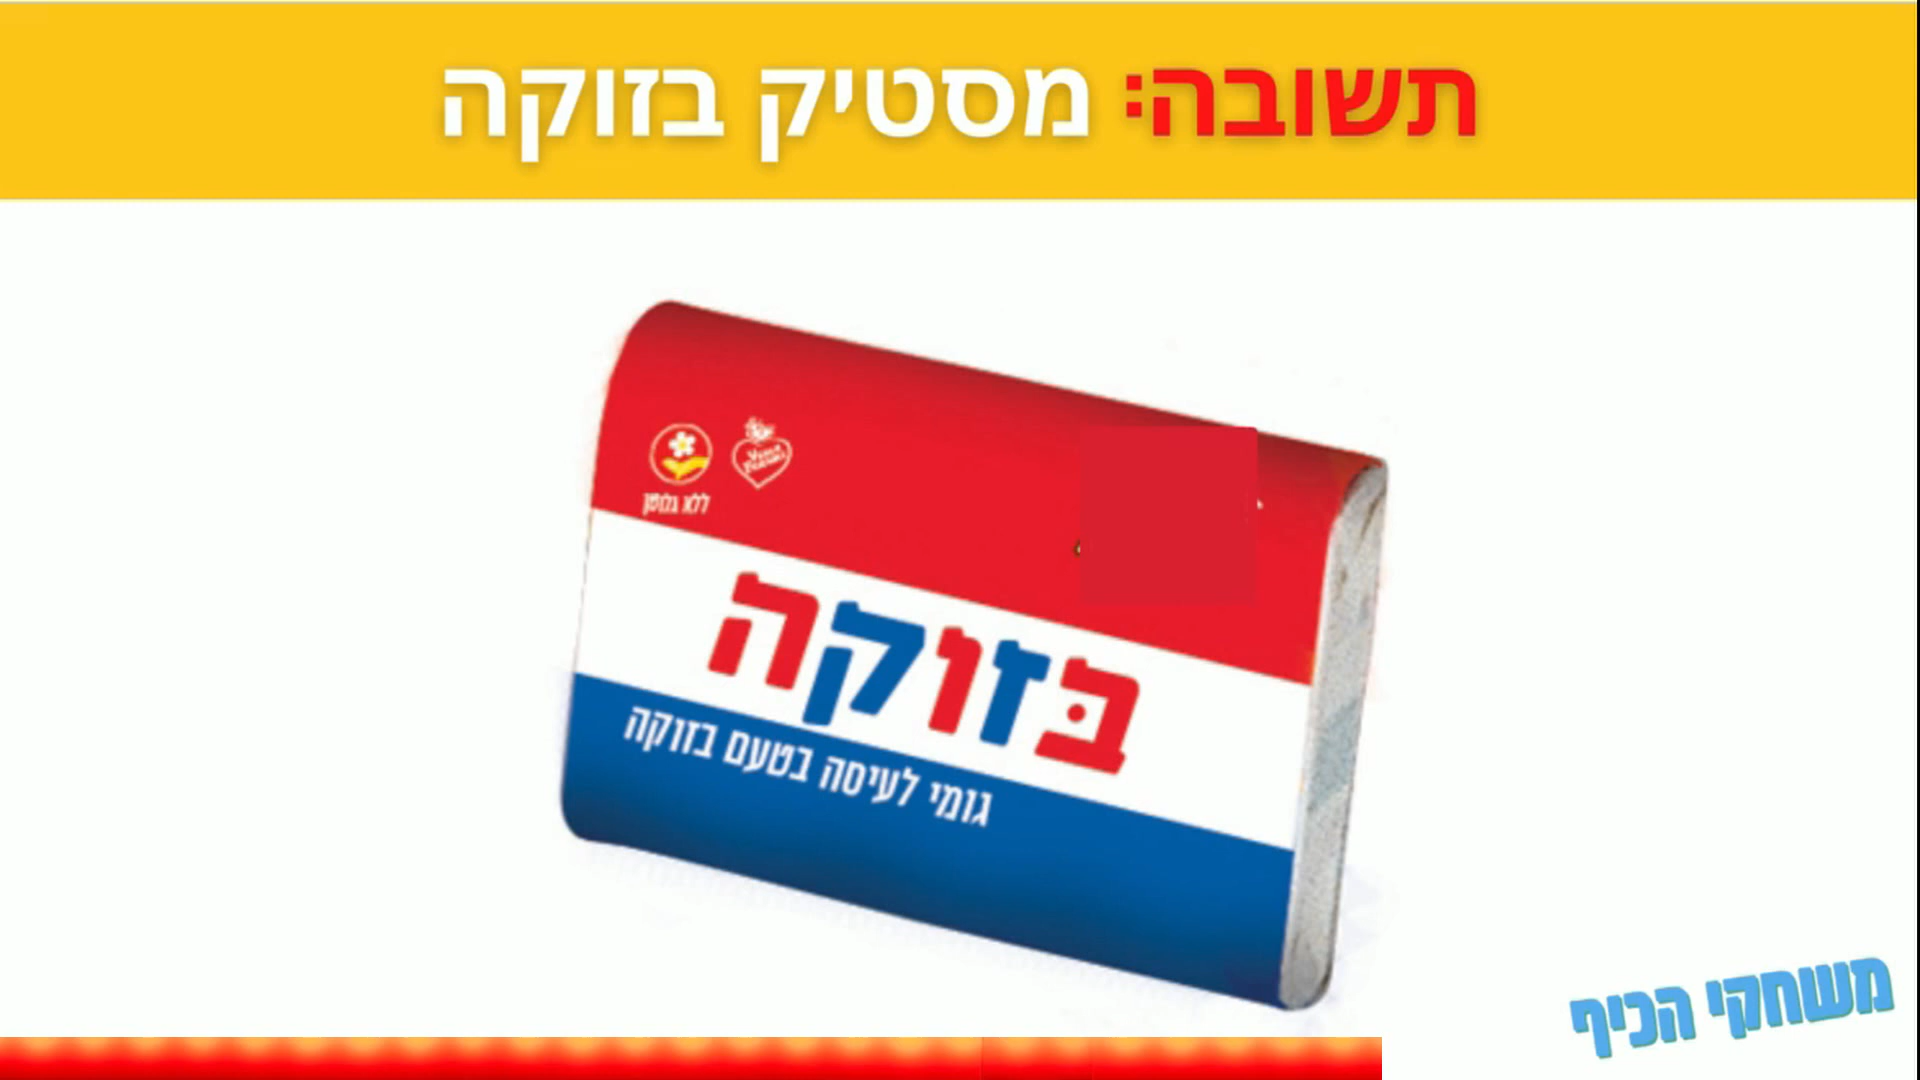 תשובה: מסטיק בזוקה
ללא גלוטן
בזוקה
גומי לעיסה בטעם בזוקה
משחקי הכיף